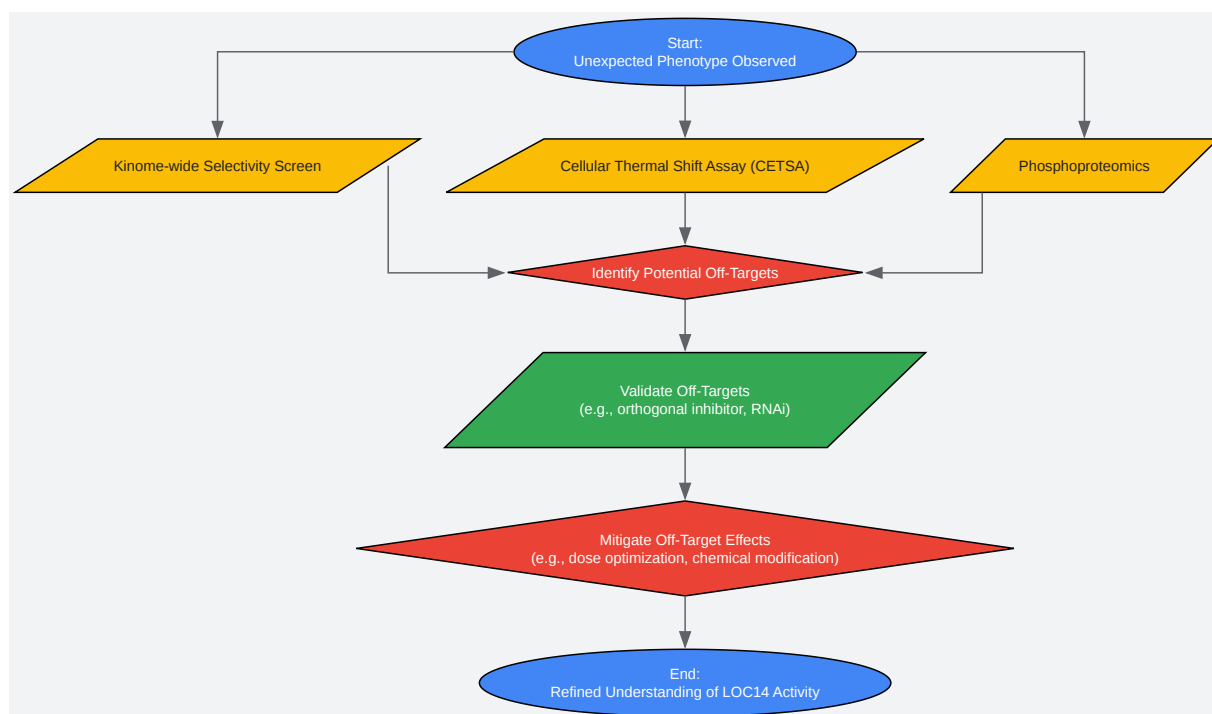 Start:
Unexpected Phenotype Observed
Kinome-wide Selectivity Screen
Cellular Thermal Shift Assay (CETSA)
Phosphoproteomics
Identify Potential Off-Targets
Validate Off-Targets
(e.g., orthogonal inhibitor, RNAi)
Mitigate Off-Target Effects
(e.g., dose optimization, chemical modification)
End:
Refined Understanding of LOC14 Activity